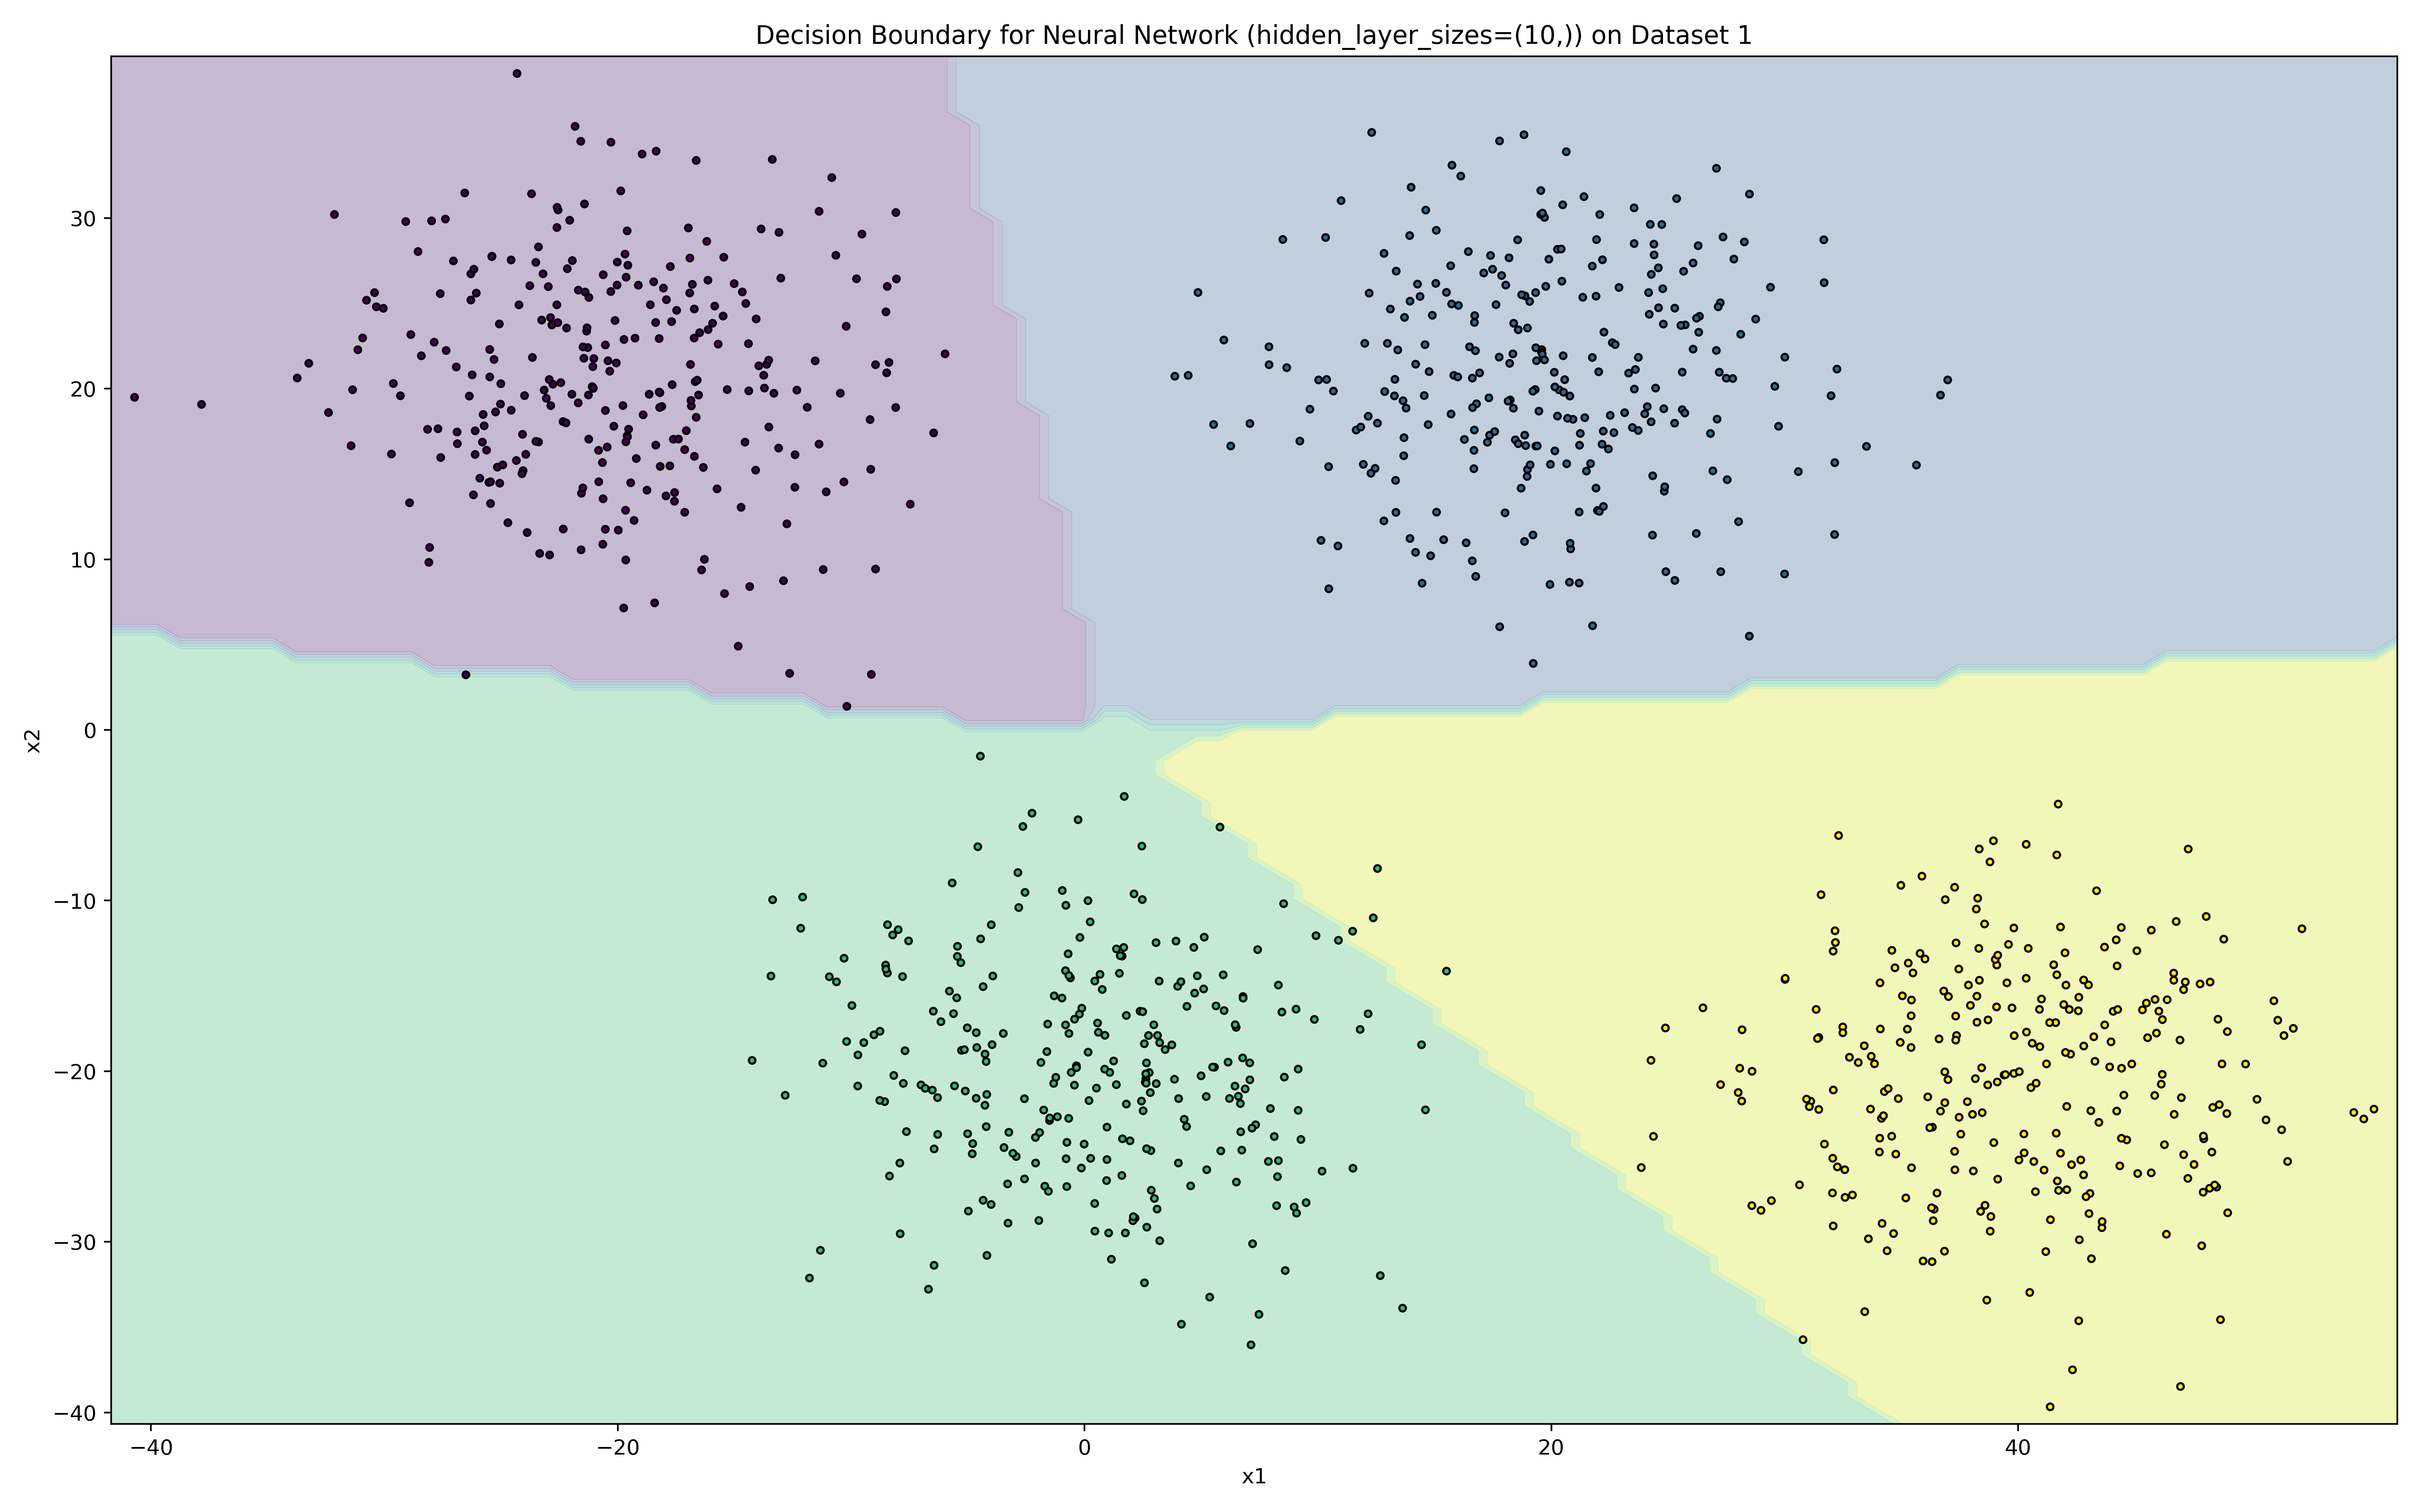 Decision Boundary for Neural Network (hidden_layer_sizes=(10,)) on Dataset 1
30
20
10
0
−10
−20
−30
−40
x2
−40 −20 0 20 40
x1